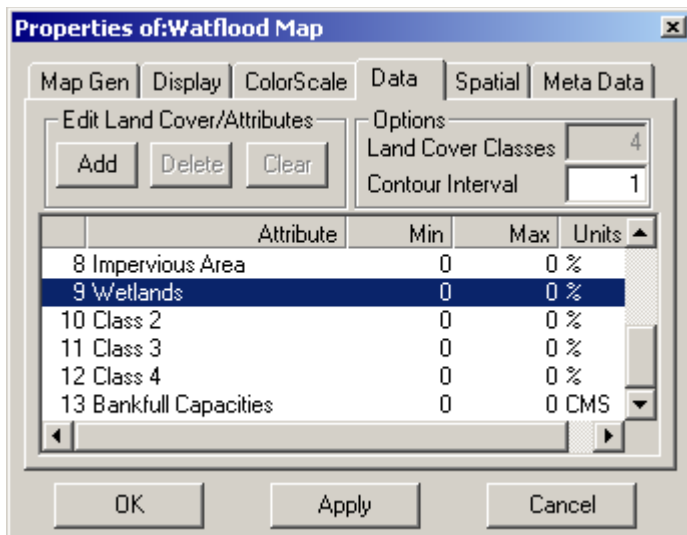 Properties of:Watflood Map
Map Gen Display ColorScale Data Spatial Meta Data
Edit Land Cover/Attributes
Add Delete Clear
Options
Land Cover Classes 4
Contour Interval 1
Attribute Min Max Units
8 Impervious Area 0 0 %
9 Wetlands 0 0 %
10 Class 2 0 0 %
11 Class 3 0 0 %
12 Class 4 0 0 %
13 Bankfull Capacities 0 0 CMS
OK Apply Cancel